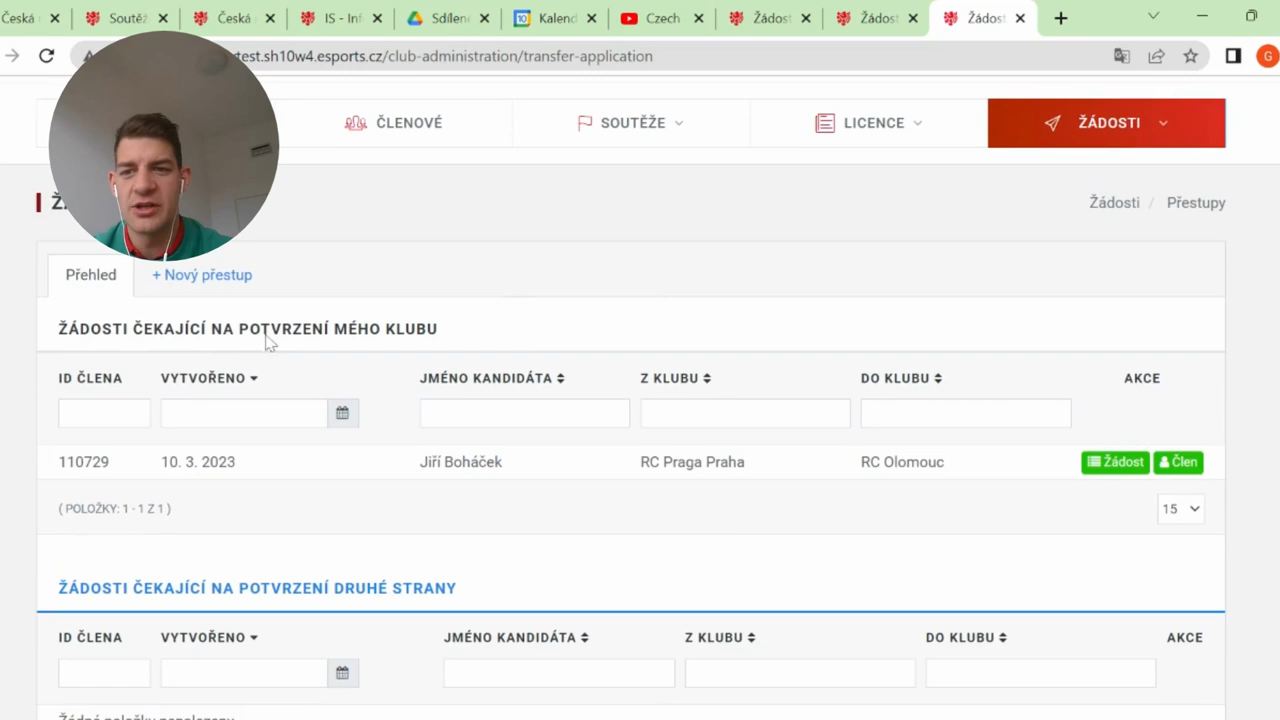 Česká
Soutě
Česká
IS - Inf
Sdílene
Kalend
Czech
Žádost
Žádost
Žádost
test.sh10w4.esports.cz/club-administration/transfer-application
G
ČLENOVÉ
SOUTĚŽE
LICENCE
ŽÁDOSTI
Žádosti / Přestupy
Přehled
+ Nový přestup
ŽÁDOSTI ČEKAJÍCÍ NA POTVRZENÍ MÉHO KLUBU
ID ČLENA VYTVOŘENO JMÉNO KANDIDÁTA Z KLUBU DO KLUBU AKCE
110729 10. 3. 2023 Jiří Boháček RC Praga Praha RC Olomouc Žádost Člen
( POLOŽKY: 1 - 1 Z 1 ) 15
ŽÁDOSTI ČEKAJÍCÍ NA POTVRZENÍ DRUHÉ STRANY
ID ČLENA VYTVOŘENO JMÉNO KANDIDÁTA Z KLUBU DO KLUBU AKCE